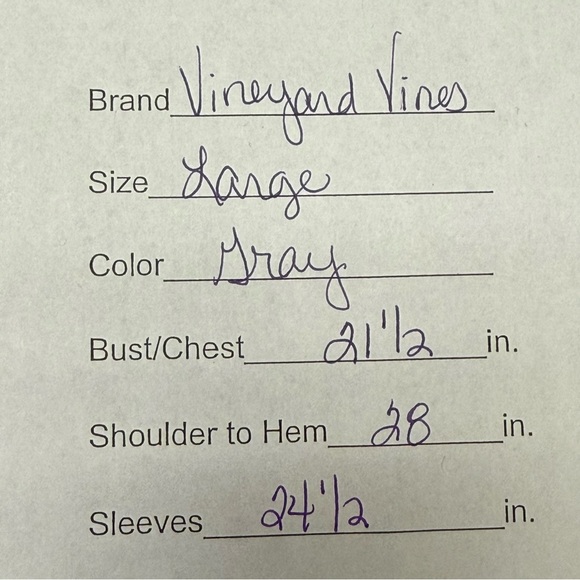 Brand Vineyard Vines
Size Large
Color Gray
Bust/Chest 21 1/2 in.
Shoulder to Hem 28 in.
Sleeves 24 1/2 in.